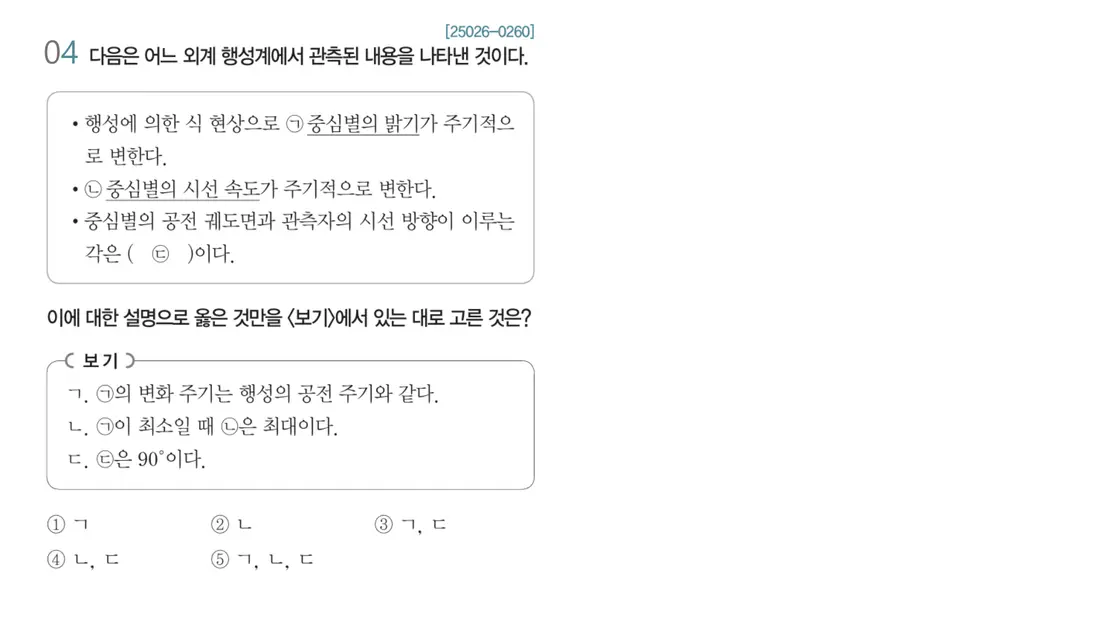 [25026-0260]
04 다음은 어느 외계 행성계에서 관측된 내용을 나타낸 것이다.
• 행성에 의한 식 현상으로 ㉠ 중심별의 밝기가 주기적으
로 변한다.
• ㉡ 중심별의 시선 속도가 주기적으로 변한다.
• 중심별의 공전 궤도면과 관측자의 시선 방향이 이루는
각은 ( ㉢ )이다.
이에 대한 설명으로 옳은 것만을 〈보기〉에서 있는 대로 고른 것은?
보기
ㄱ. ㉠의 변화 주기는 행성의 공전 주기와 같다.
ㄴ. ㉠이 최소일 때 ㉡은 최대이다.
ㄷ. ㉢은 90°이다.
① ㄱ ② ㄴ ③ ㄱ, ㄷ
④ ㄴ, ㄷ ⑤ ㄱ, ㄴ, ㄷ